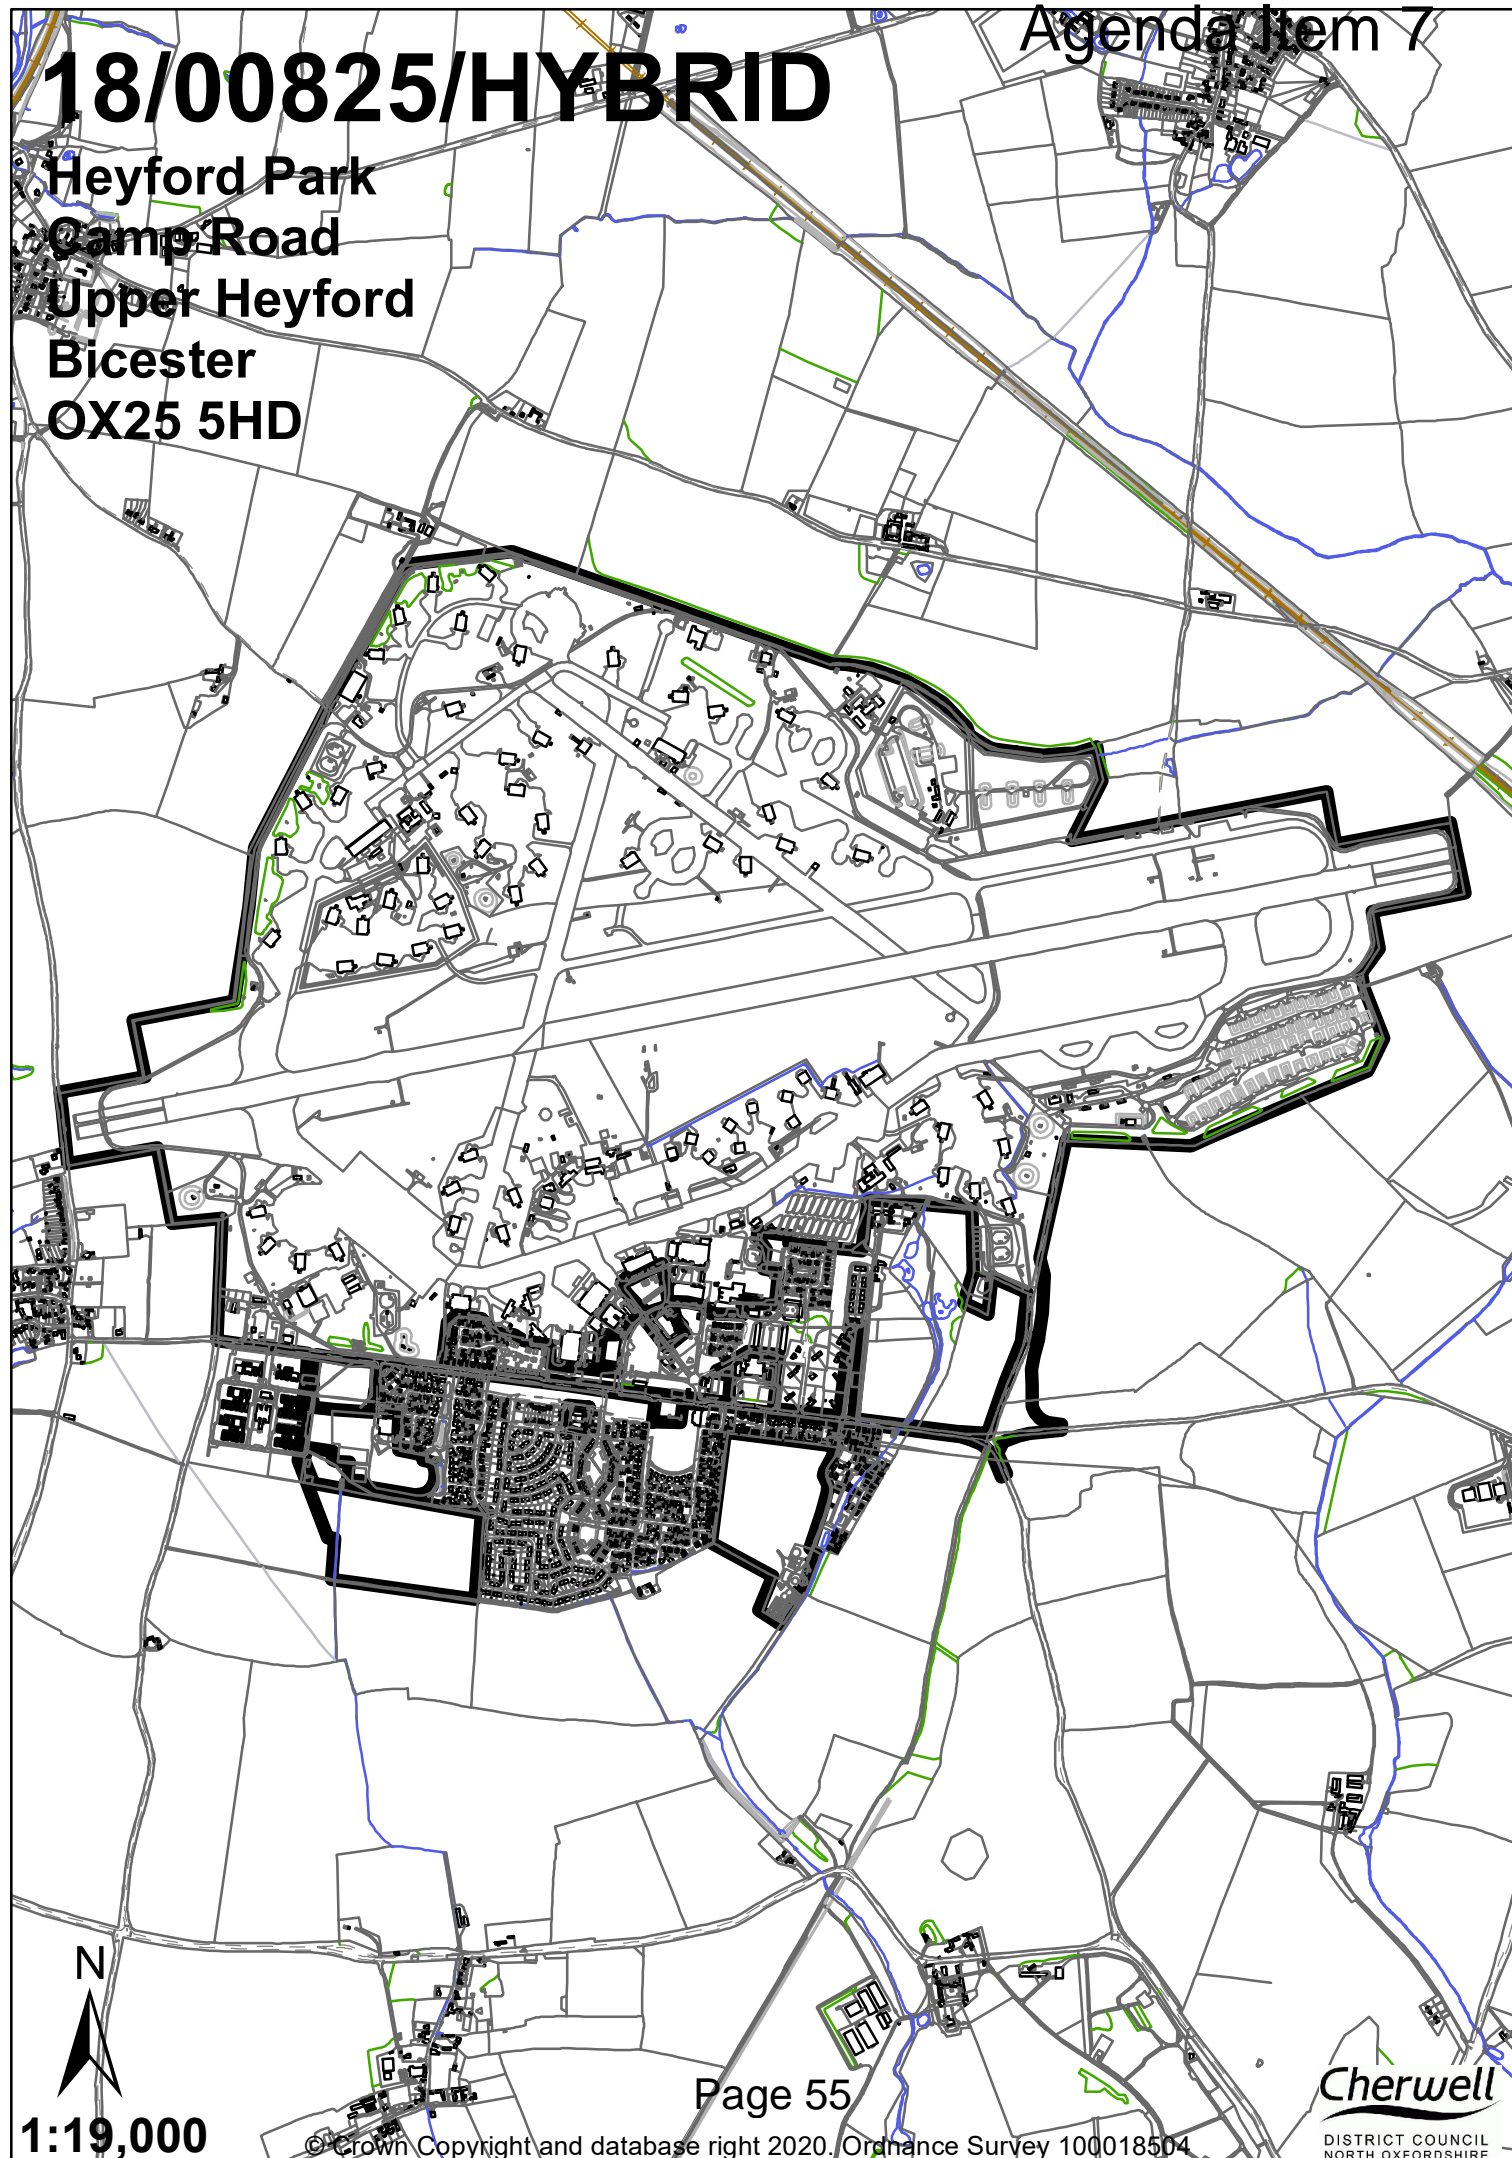 Agenda Item 7
18/00825/HYBRID
Heyford Park
Camp Road
Upper Heyford
Bicester
OX25 5HD
N
1:19,000
Page 55
© Crown Copyright and database right 2020. Ordnance Survey 100018504
Cherwell
DISTRICT COUNCIL
NORTH OXFORDSHIRE